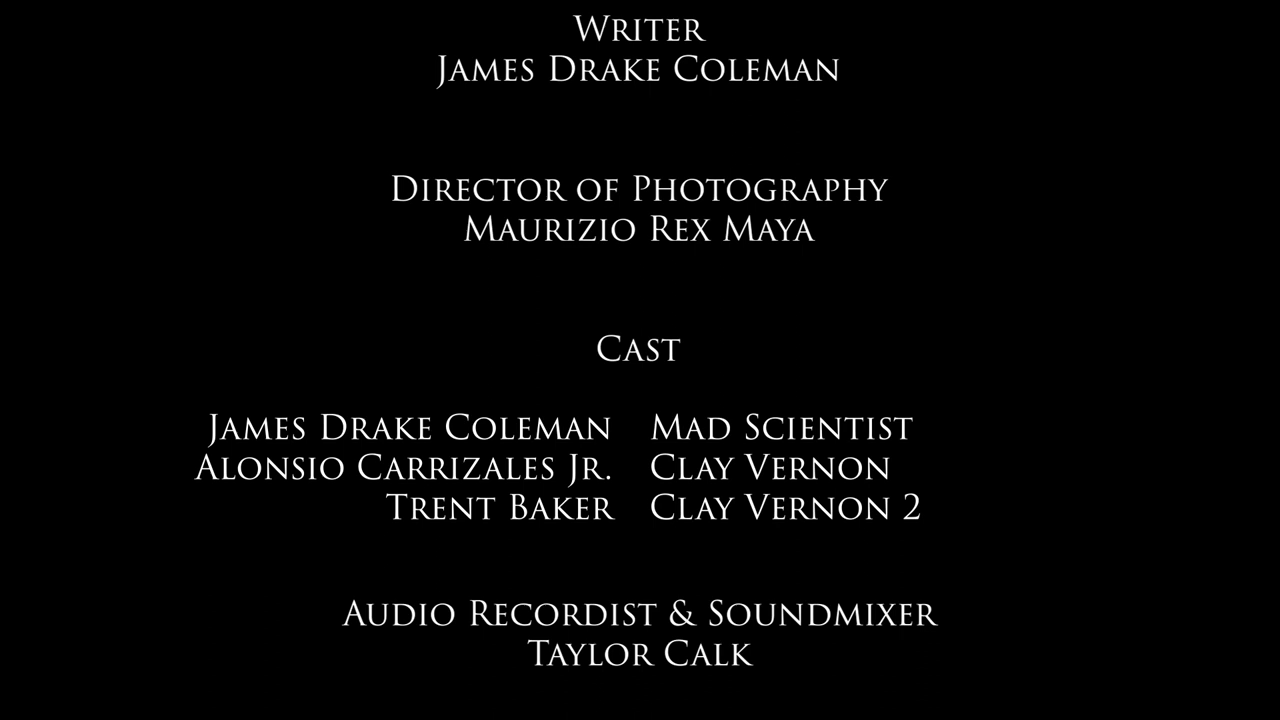 Writer
James Drake Coleman
Director of Photography
Maurizio Rex Maya
Cast
James Drake Coleman Mad Scientist
Alonsio Carrizales Jr. Clay Vernon
Trent Baker Clay Vernon 2
Audio Recordist & Soundmixer
Taylor Calk